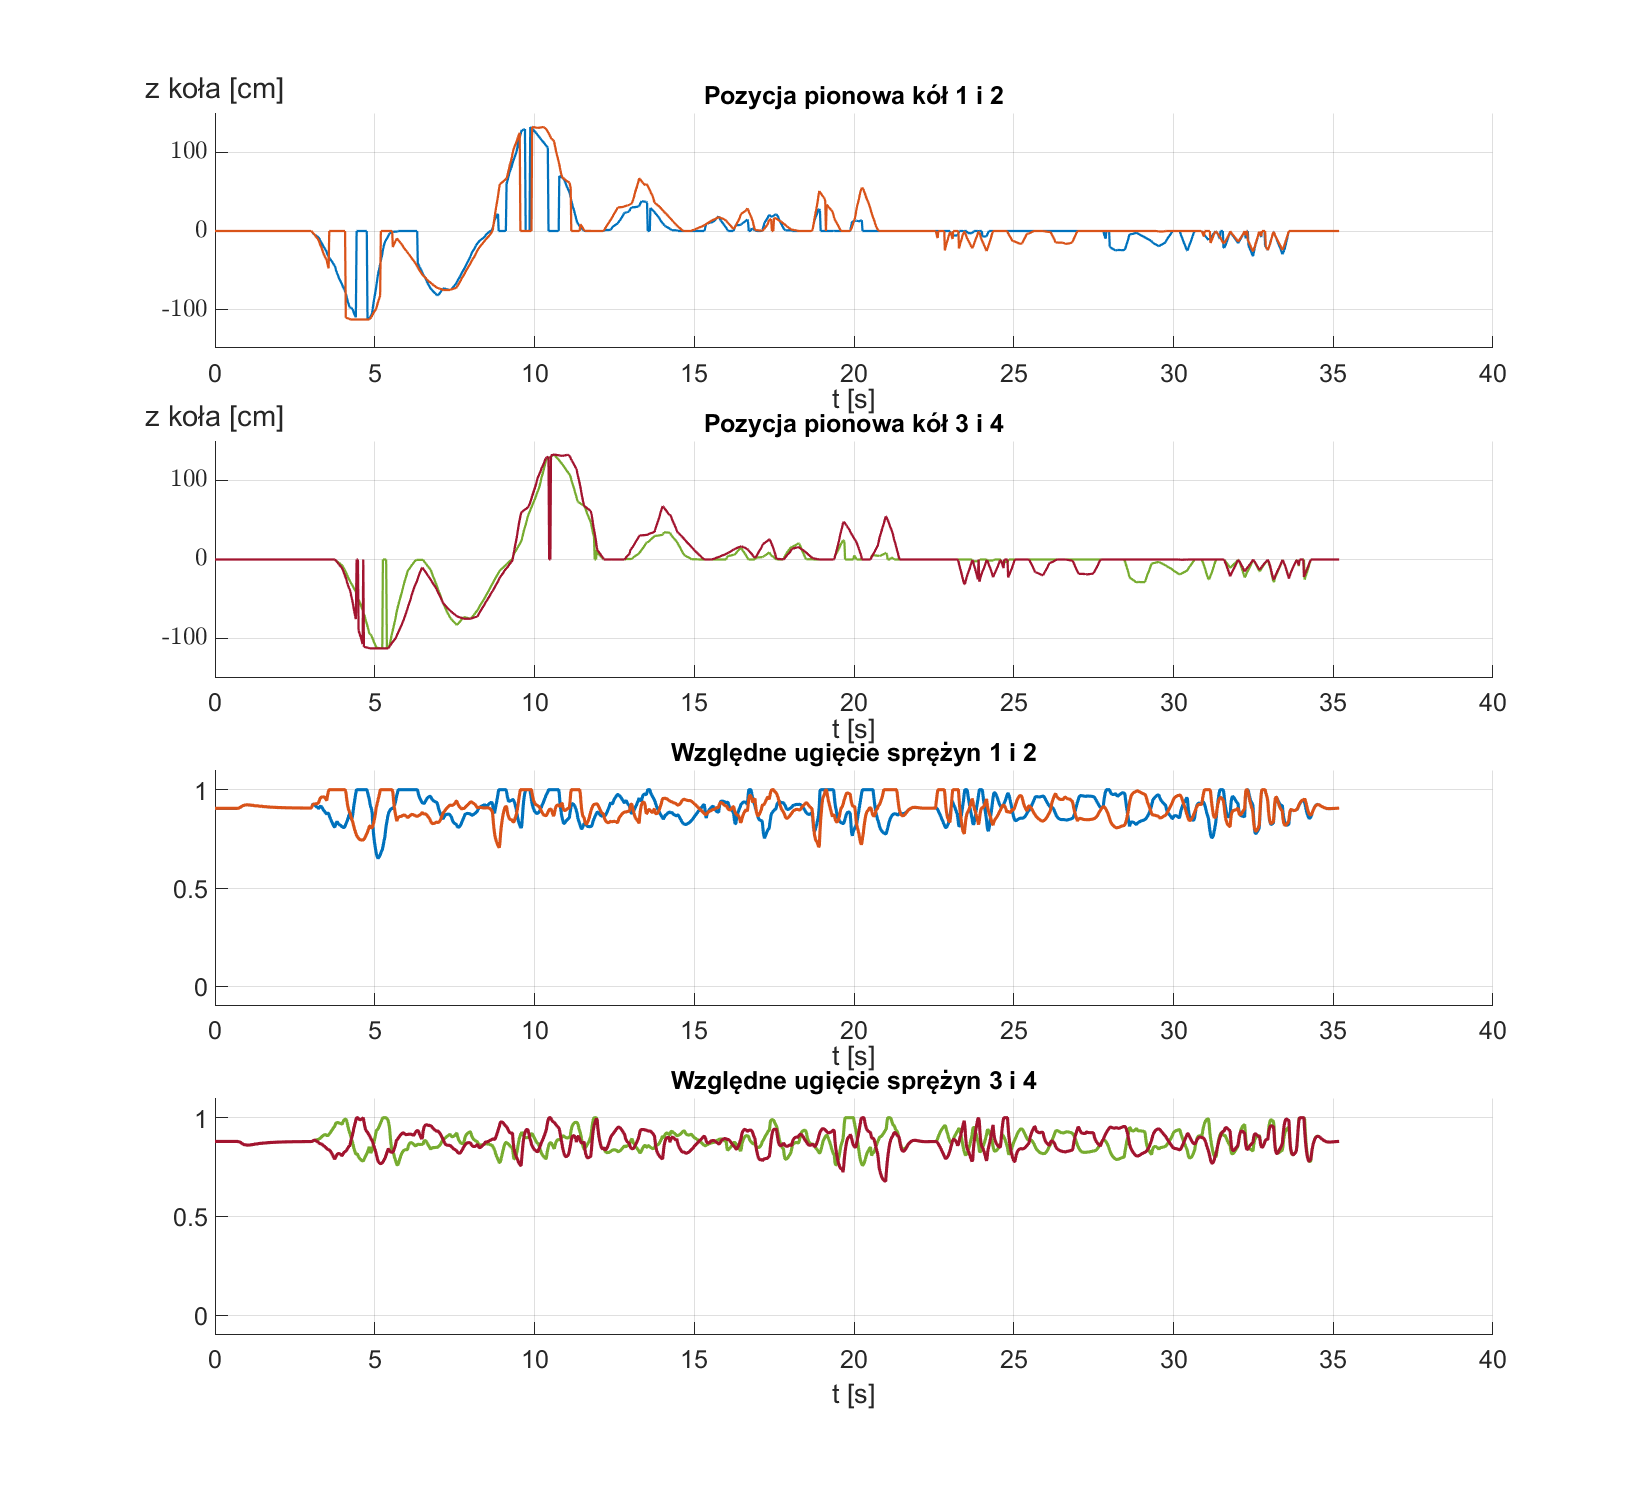 z koła [cm]
Pozycja pionowa kół 1 i 2
100
0
-100
0 5 10 15 20 25 30 35 40
t [s]
z koła [cm]
Pozycja pionowa kół 3 i 4
100
0
-100
0 5 10 15 20 25 30 35 40
t [s]
Względne ugięcie sprężyn 1 i 2
1
0.5
0
0 5 10 15 20 25 30 35 40
t [s]
Względne ugięcie sprężyn 3 i 4
1
0.5
0
0 5 10 15 20 25 30 35 40
t [s]